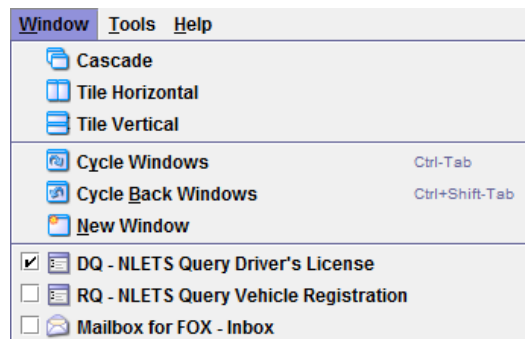 Window Tools Help
Cascade
Tile Horizontal
Tile Vertical
Cycle Windows Ctrl-Tab
Cycle Back Windows Ctrl+Shift-Tab
New Window
DQ - NLETS Query Driver's License
RQ - NLETS Query Vehicle Registration
Mailbox for FOX - Inbox